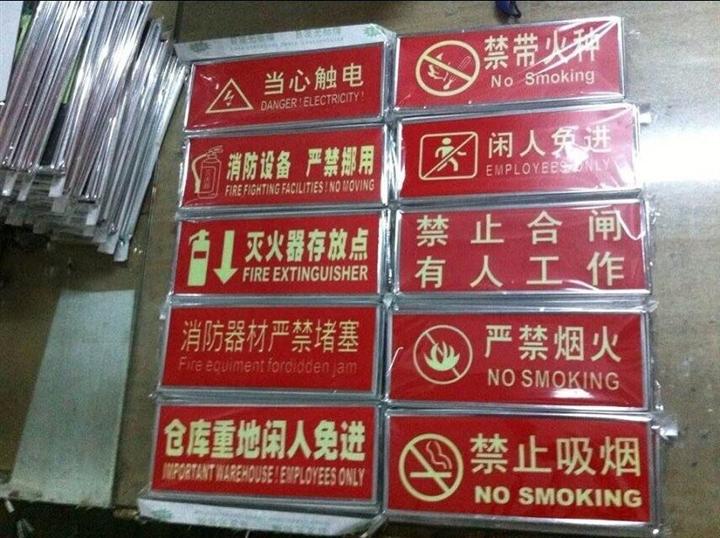 当心触电
DANGER! ELECTRICITY!
消防设备 严禁挪用
FIRE FIGHTING FACILITIES! NO MOVING
灭火器存放点
FIRE EXTINGUISHER
消防器材严禁堵塞
Fire equiment fordidden jam
仓库重地闲人免进
IMPORTANT WAREHOUSE! EMPLOYEES ONLY
禁带火种
No Smoking
闲人免进
EMPLOYEES ONLY
禁止合闸
有人工作
严禁烟火
NO SMOKING
禁止吸烟
NO SMOKING